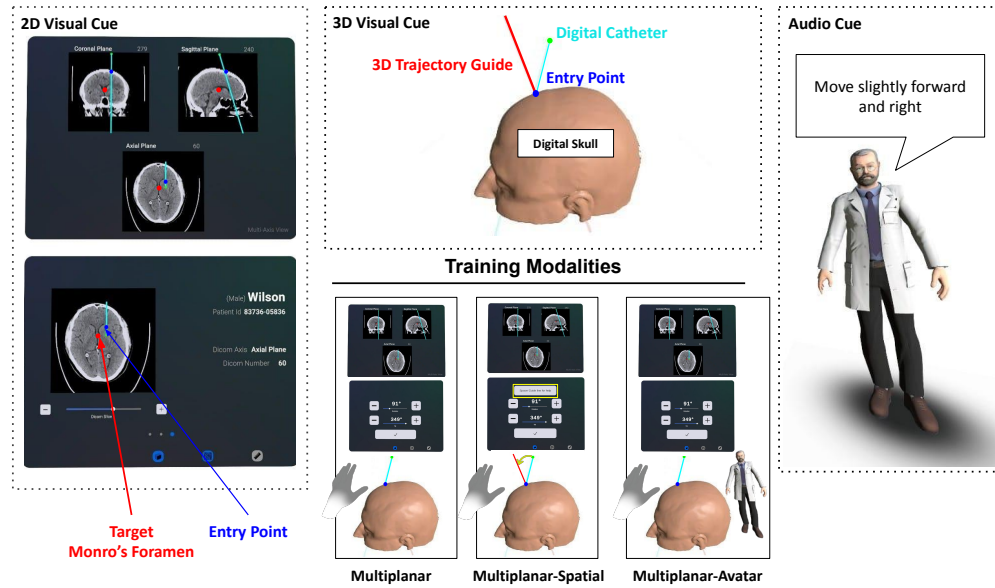 2D Visual Cue
Coronal Plane 279
Sagittal Plane 240
Axial Plane 60
Multi-Axis View
(Male) Wilson
Patient Id 83736-05836
Dicom Axis Axial Plane
Dicom Number 60
Dicom Slice
Target
Monro's Foramen
Entry Point
3D Visual Cue
Digital Catheter
3D Trajectory Guide
Entry Point
Digital Skull
Training Modalities
91°
349°
91°
349°
91°
349°
Multiplanar
Multiplanar-Spatial
Multiplanar-Avatar
Audio Cue
Move slightly forward
and right